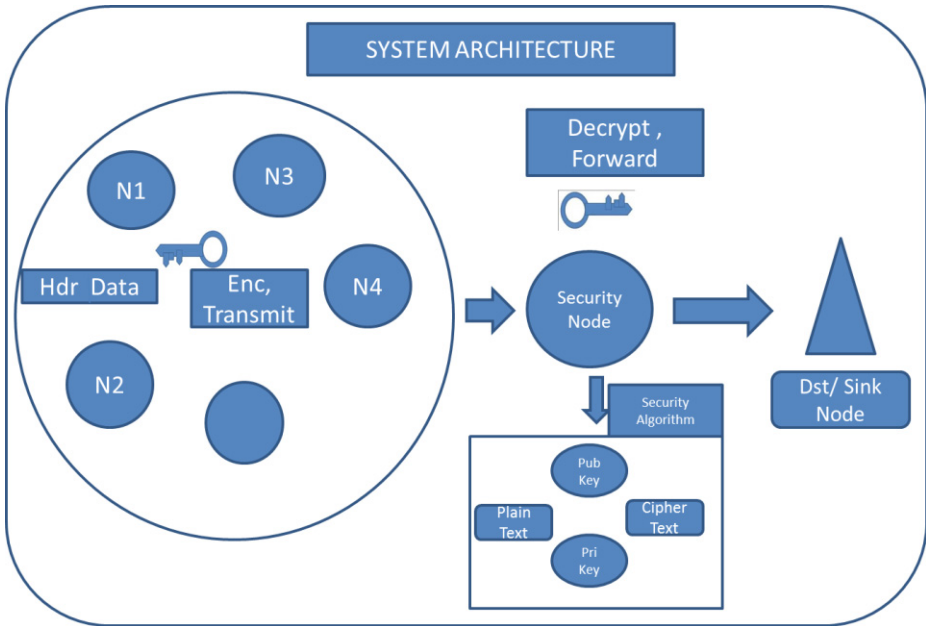 SYSTEM ARCHITECTURE
Decrypt ,
Forward
N1
N3
Hdr Data
Enc,
Transmit
N4
Security
Node
N2
Dst/ Sink
Node
Security
Algorithm
Pub
Key
Plain
Text
Cipher
Text
Pri
Key